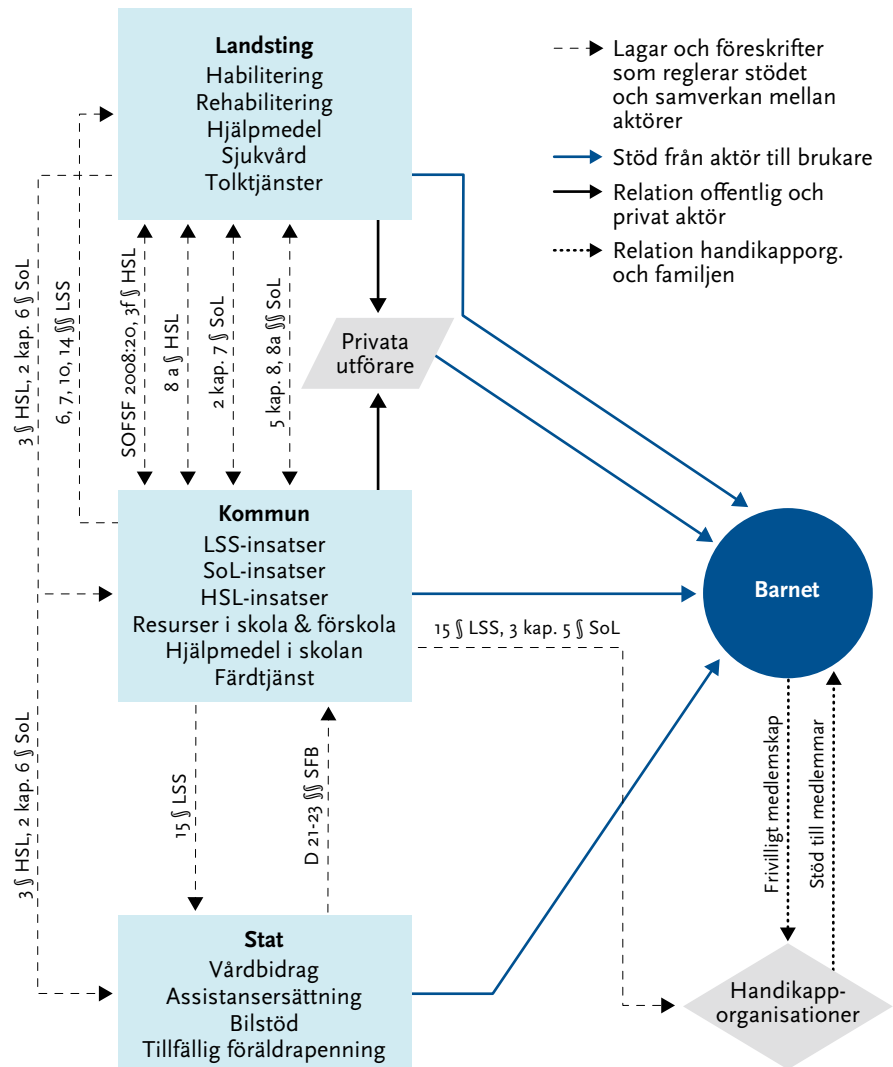 Landsting
Habilitering
Rehabilitering
Hjälpmedel
Sjukvård
Tolktjänster
Lagar och föreskrifter
som reglerar stödet
och samverkan mellan
aktörer
Stöd från aktör till brukare
Relation offentlig och
privat aktör
Relation handikapporg.
och familjen
3 § HSL, 2 kap. 6 § SoL
6, 7, 10, 14 §§ LSS
SOFSF 2008:20, 3f § HSL
8 a § HSL
2 kap. 7 § SoL
5 kap. 8, 8a §§ SoL
Privata
utförare
Kommun
LSS-insatser
SoL-insatser
HSL-insatser
Resurser i skola & förskola
Hjälpmedel i skolan
Färdtjänst
Barnet
15 § LSS, 3 kap. 5 § SoL
3 § HSL, 2 kap. 6 § SoL
15 § LSS
D 21-23 §§ SFB
Frivilligt medlemskap
Stöd till medlemmar
Stat
Vårdbidrag
Assistansersättning
Bilstöd
Tillfällig föräldrapenning
Handikapp-
organisationer